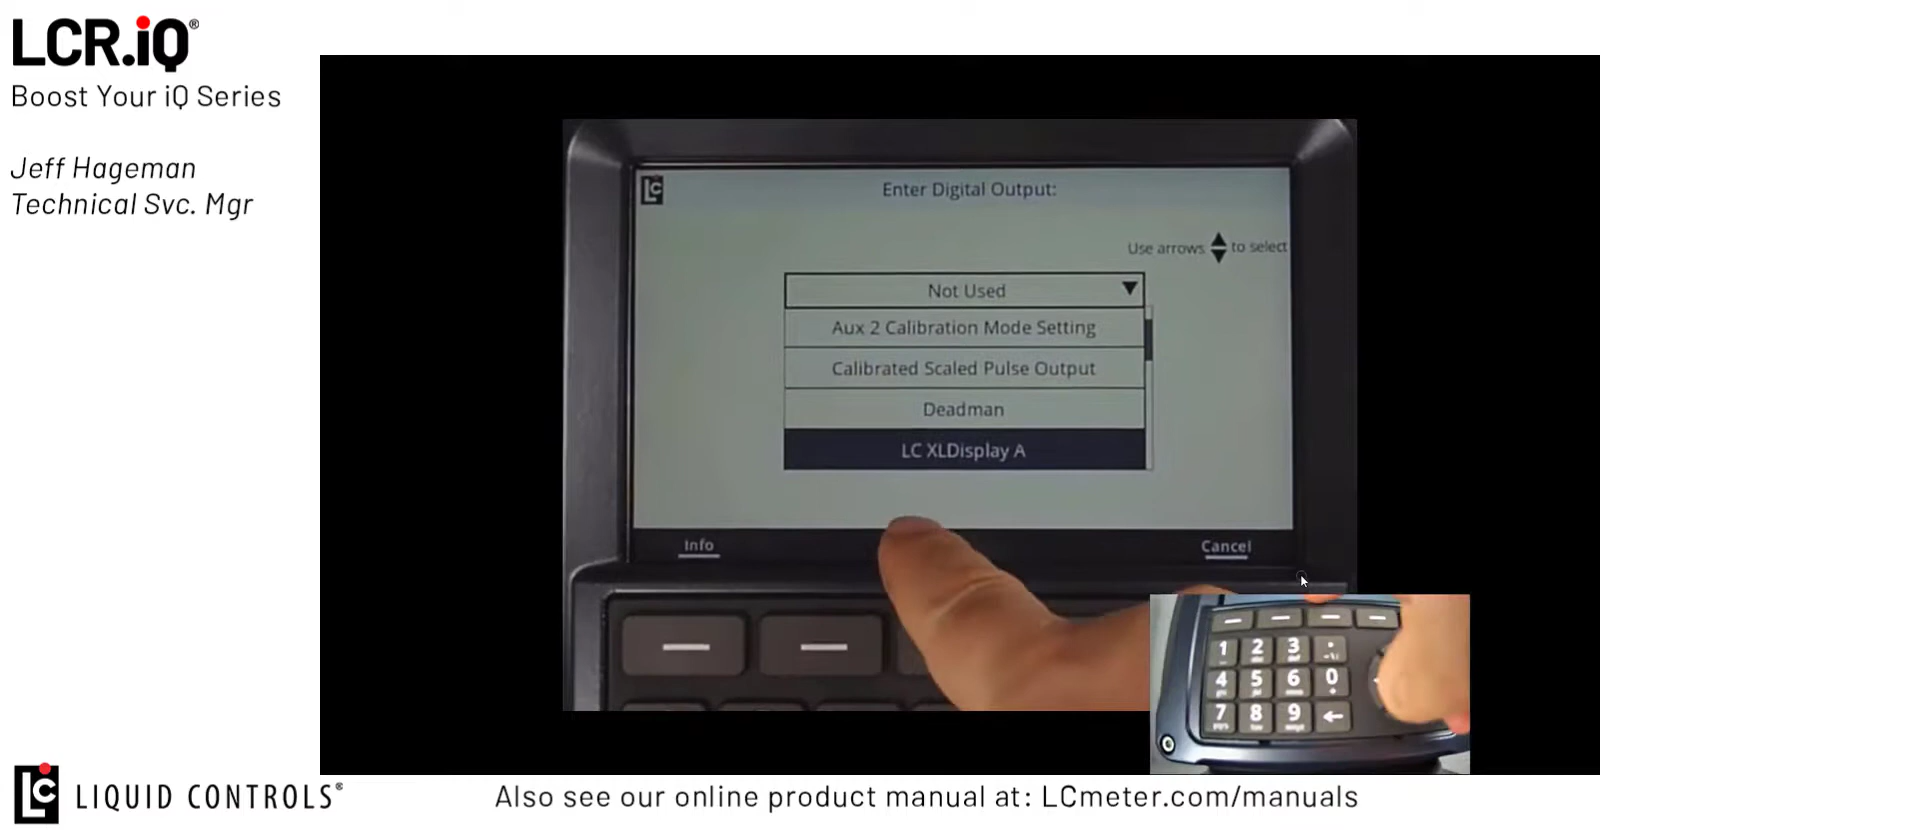 LCR.iQ®
Boost Your iQ Series
Jeff Hageman
Technical Svc. Mgr
Lc
Enter Digital Output:
Use arrows to select
Not Used
Aux 2 Calibration Mode Setting
Calibrated Scaled Pulse Output
Deadman
LC XLDisplay A
Info
Cancel
1 2 3
4 5 6 0
7 8 9
Lc LIQUID CONTROLS®
Also see our online product manual at: LCmeter.com/manuals